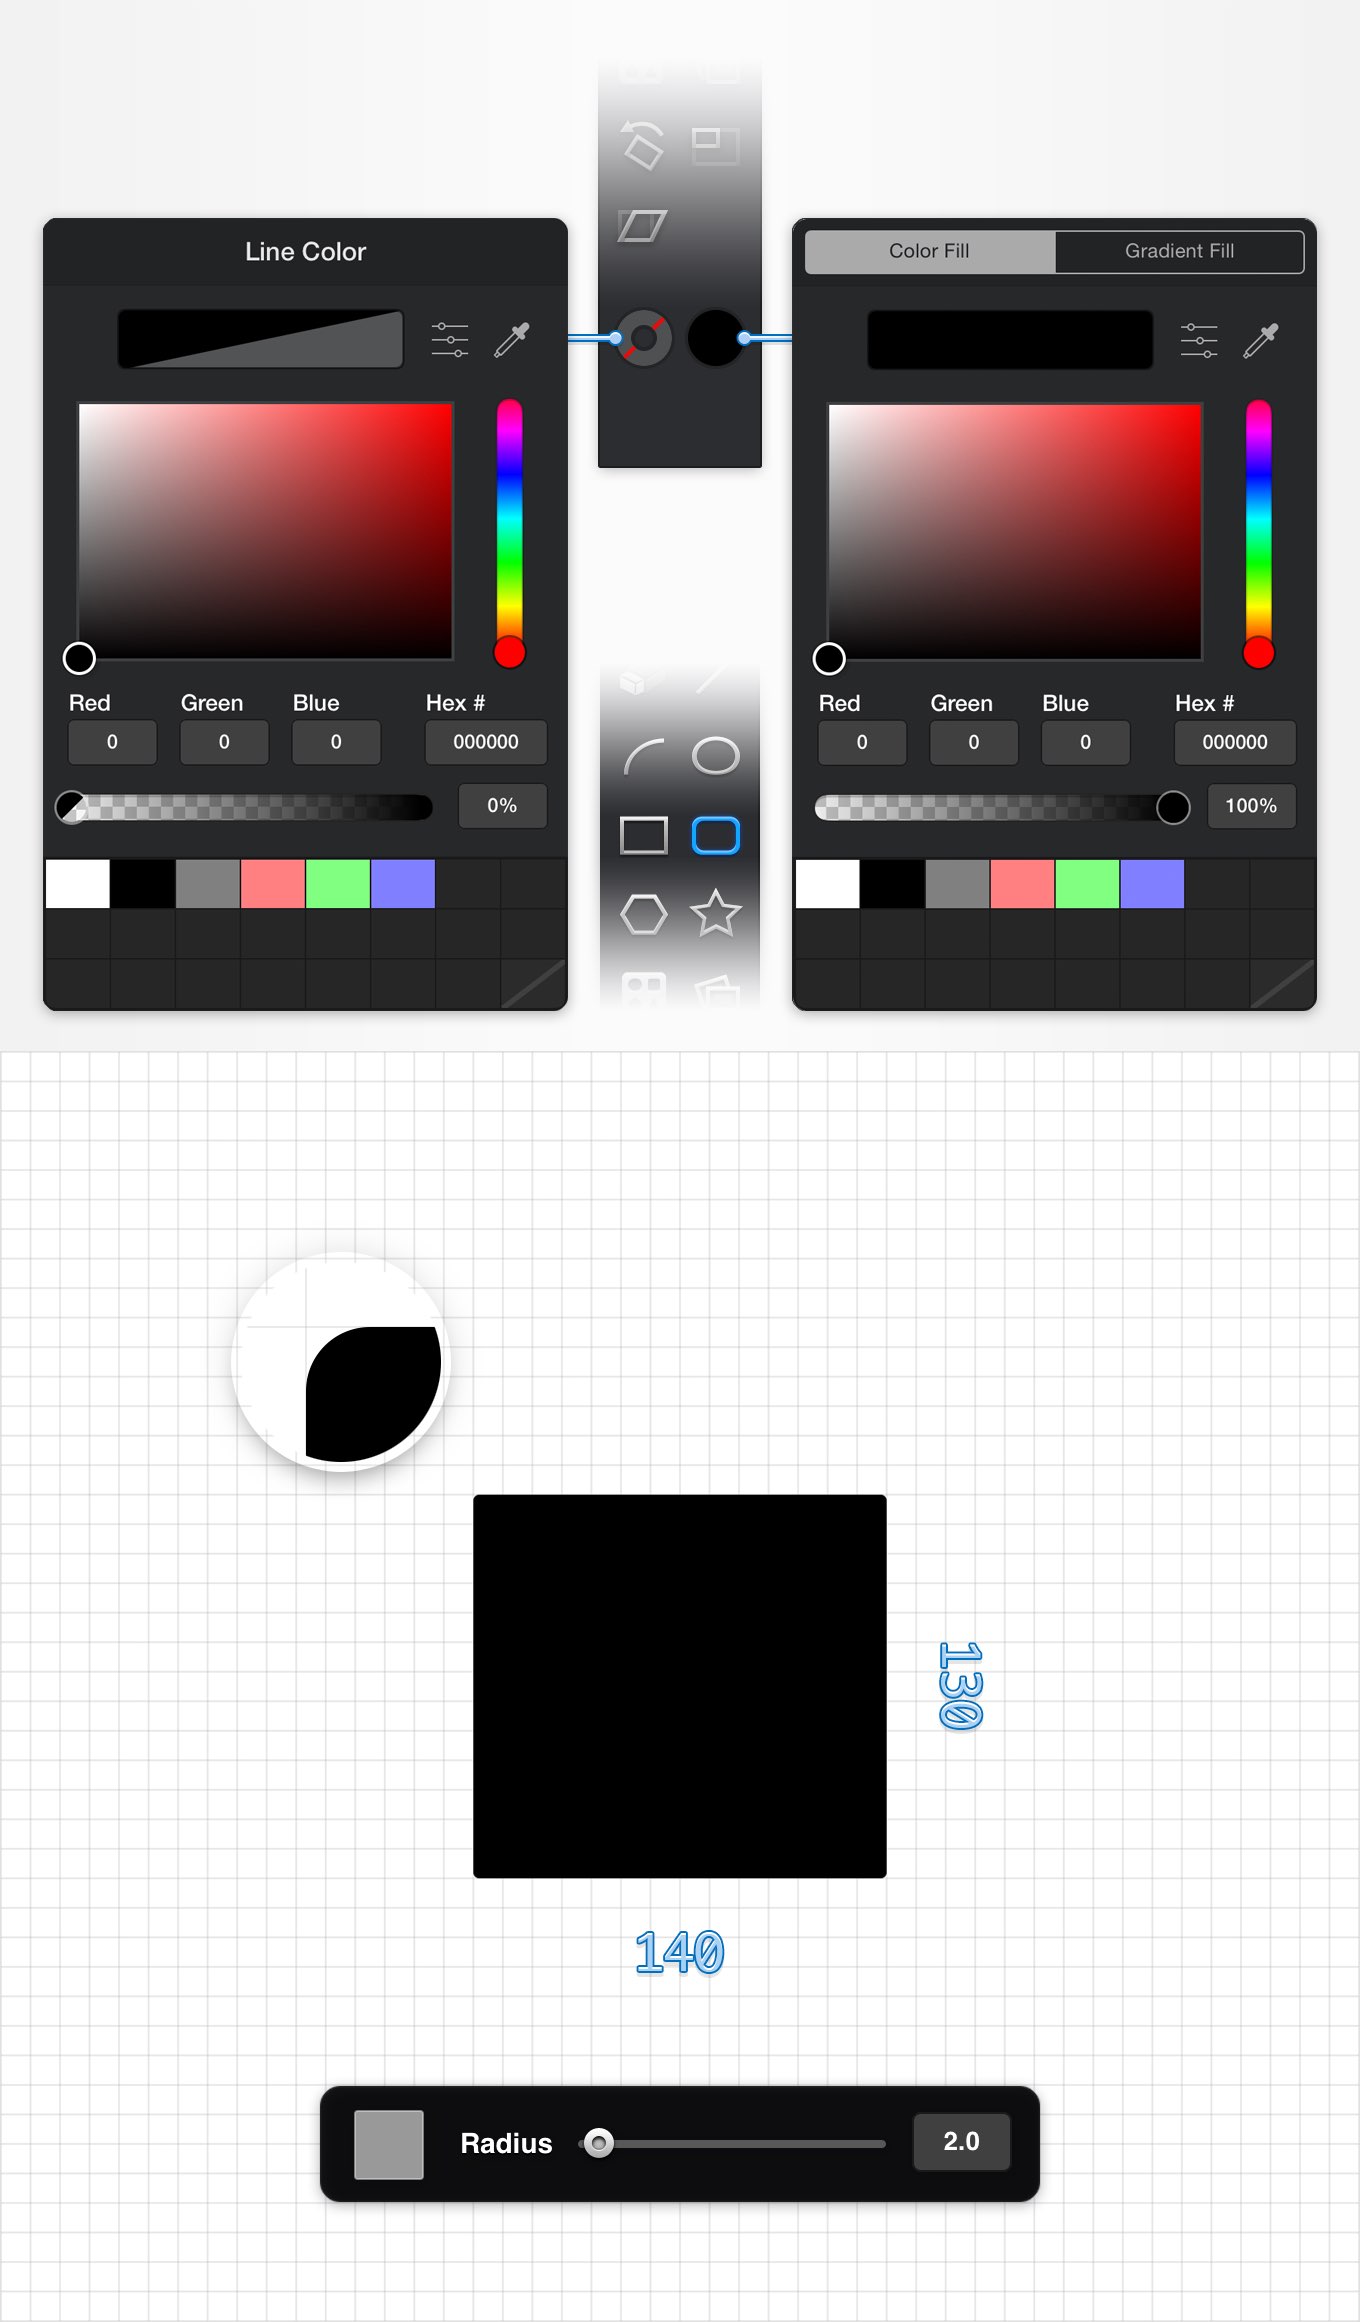 Line Color
Red Green Blue Hex #
0 0 0 000000
0%
Color Fill Gradient Fill
Red Green Blue Hex #
0 0 0 000000
100%
130
140
Radius 2.0